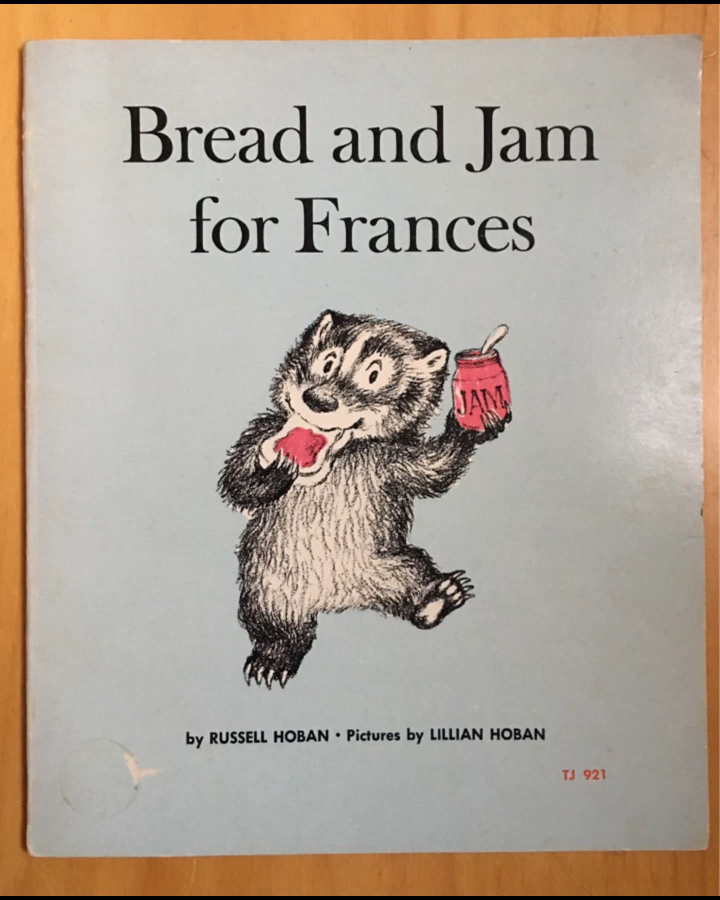 Bread and Jam
for Frances
JAM
by RUSSELL HOBAN • Pictures by LILLIAN HOBAN
TJ 921